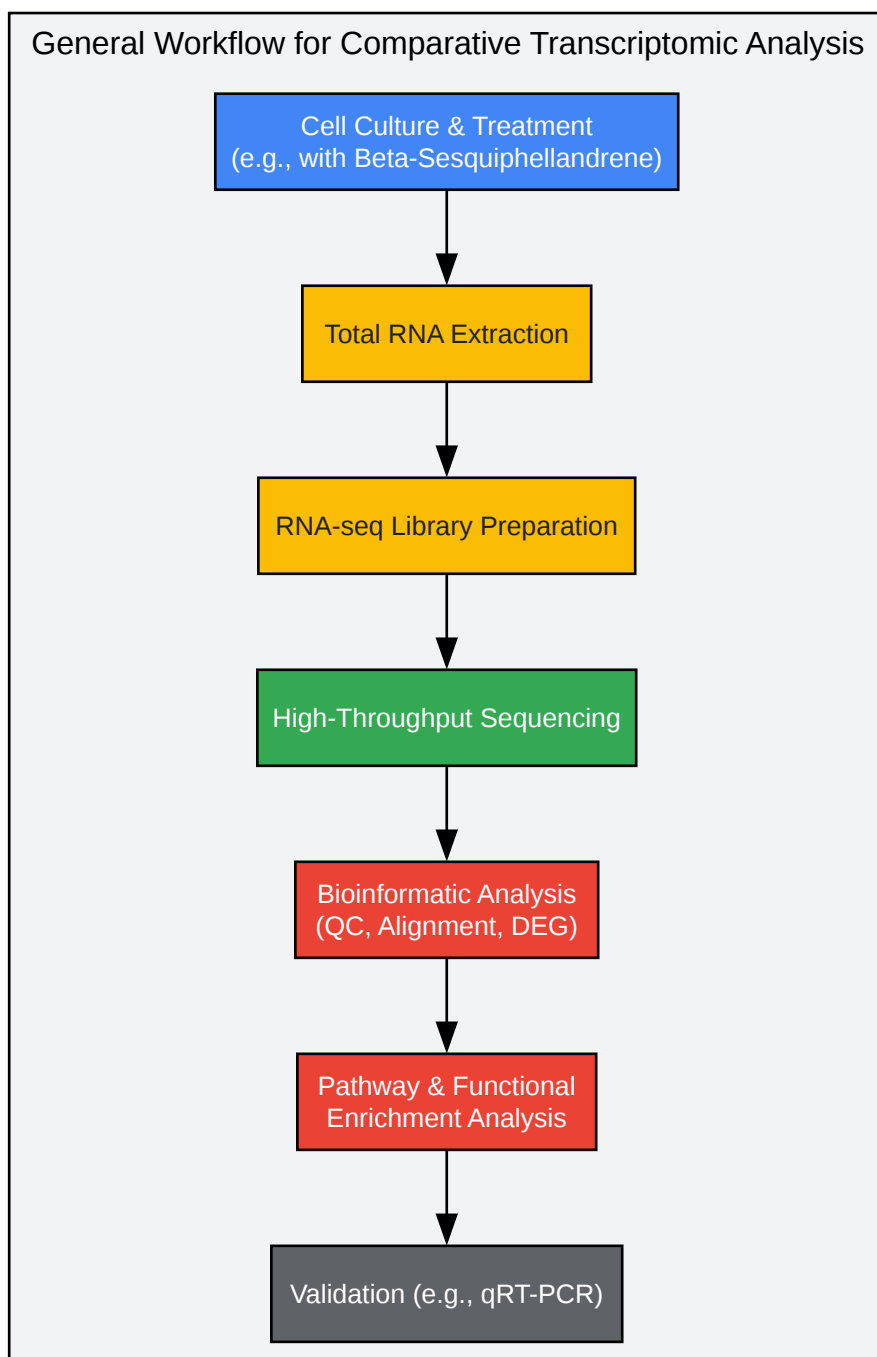 General Workflow for Comparative Transcriptomic Analysis
Cell Culture & Treatment
(e.g., with Beta-Sesquiphellandrene)
Total RNA Extraction
RNA-seq Library Preparation
High-Throughput Sequencing
Bioinformatic Analysis
(QC, Alignment, DEG)
Pathway & Functional
Enrichment Analysis
Validation (e.g., qRT-PCR)